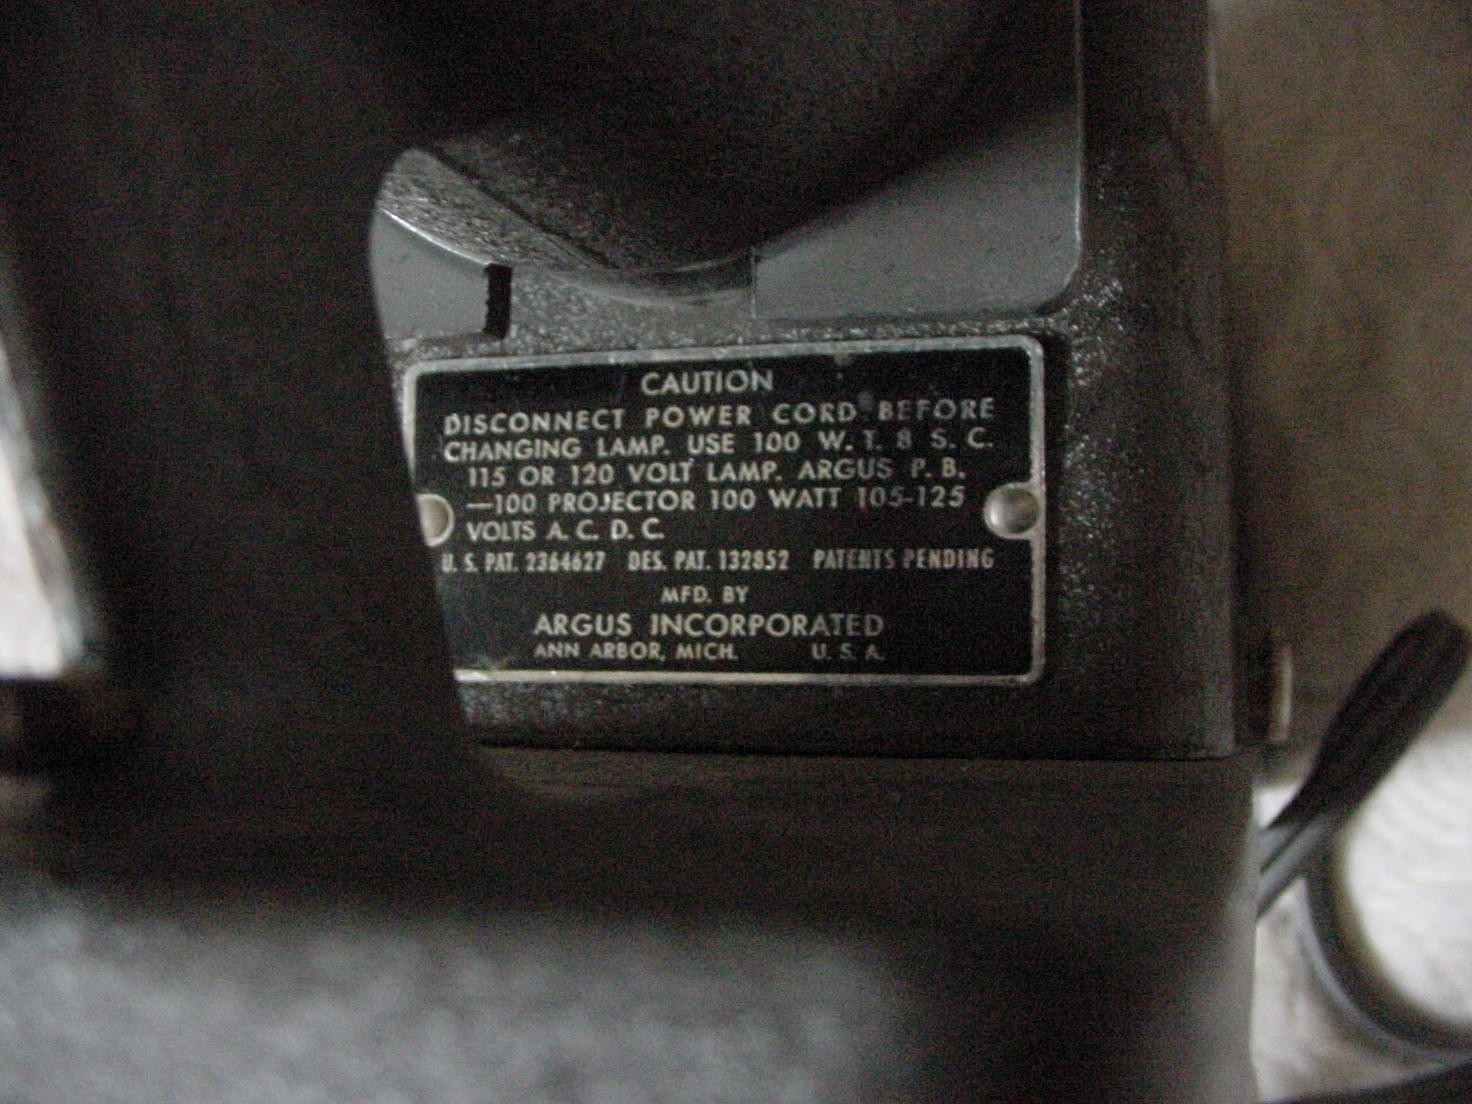 CAUTION
DISCONNECT POWER CORD BEFORE
CHANGING LAMP. USE 100 W. T. 8 S. C.
115 OR 120 VOLT LAMP. ARGUS P. B.
—100 PROJECTOR 100 WATT 105-125
VOLTS A. C. D. C.
U. S. PAT. 2364627 DES. PAT. 132852 PATENTS PENDING
MFD. BY
ARGUS INCORPORATED
ANN ARBOR, MICH. U. S. A.